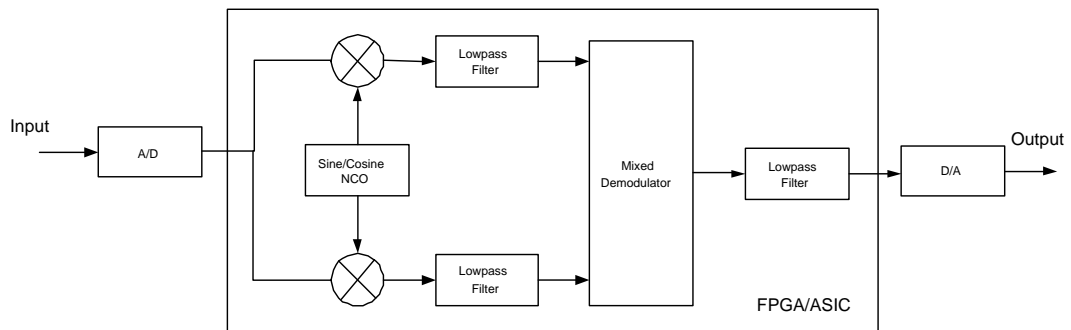 Lowpass
Filter
Input
A/D
Sine/Cosine
NCO
Mixed
Demodulator
Lowpass
Filter
D/A
Output
Lowpass
Filter
FPGA/ASIC